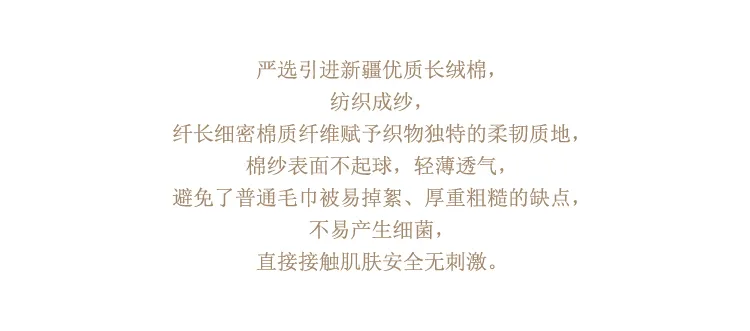 严选引进新疆优质长绒棉，
纺织成纱，
纤长细密棉质纤维赋予织物独特的柔韧质地，
棉纱表面不起球，轻薄透气，
避免了普通毛巾被易掉絮、厚重粗糙的缺点，
不易产生细菌，
直接接触肌肤安全无刺激。